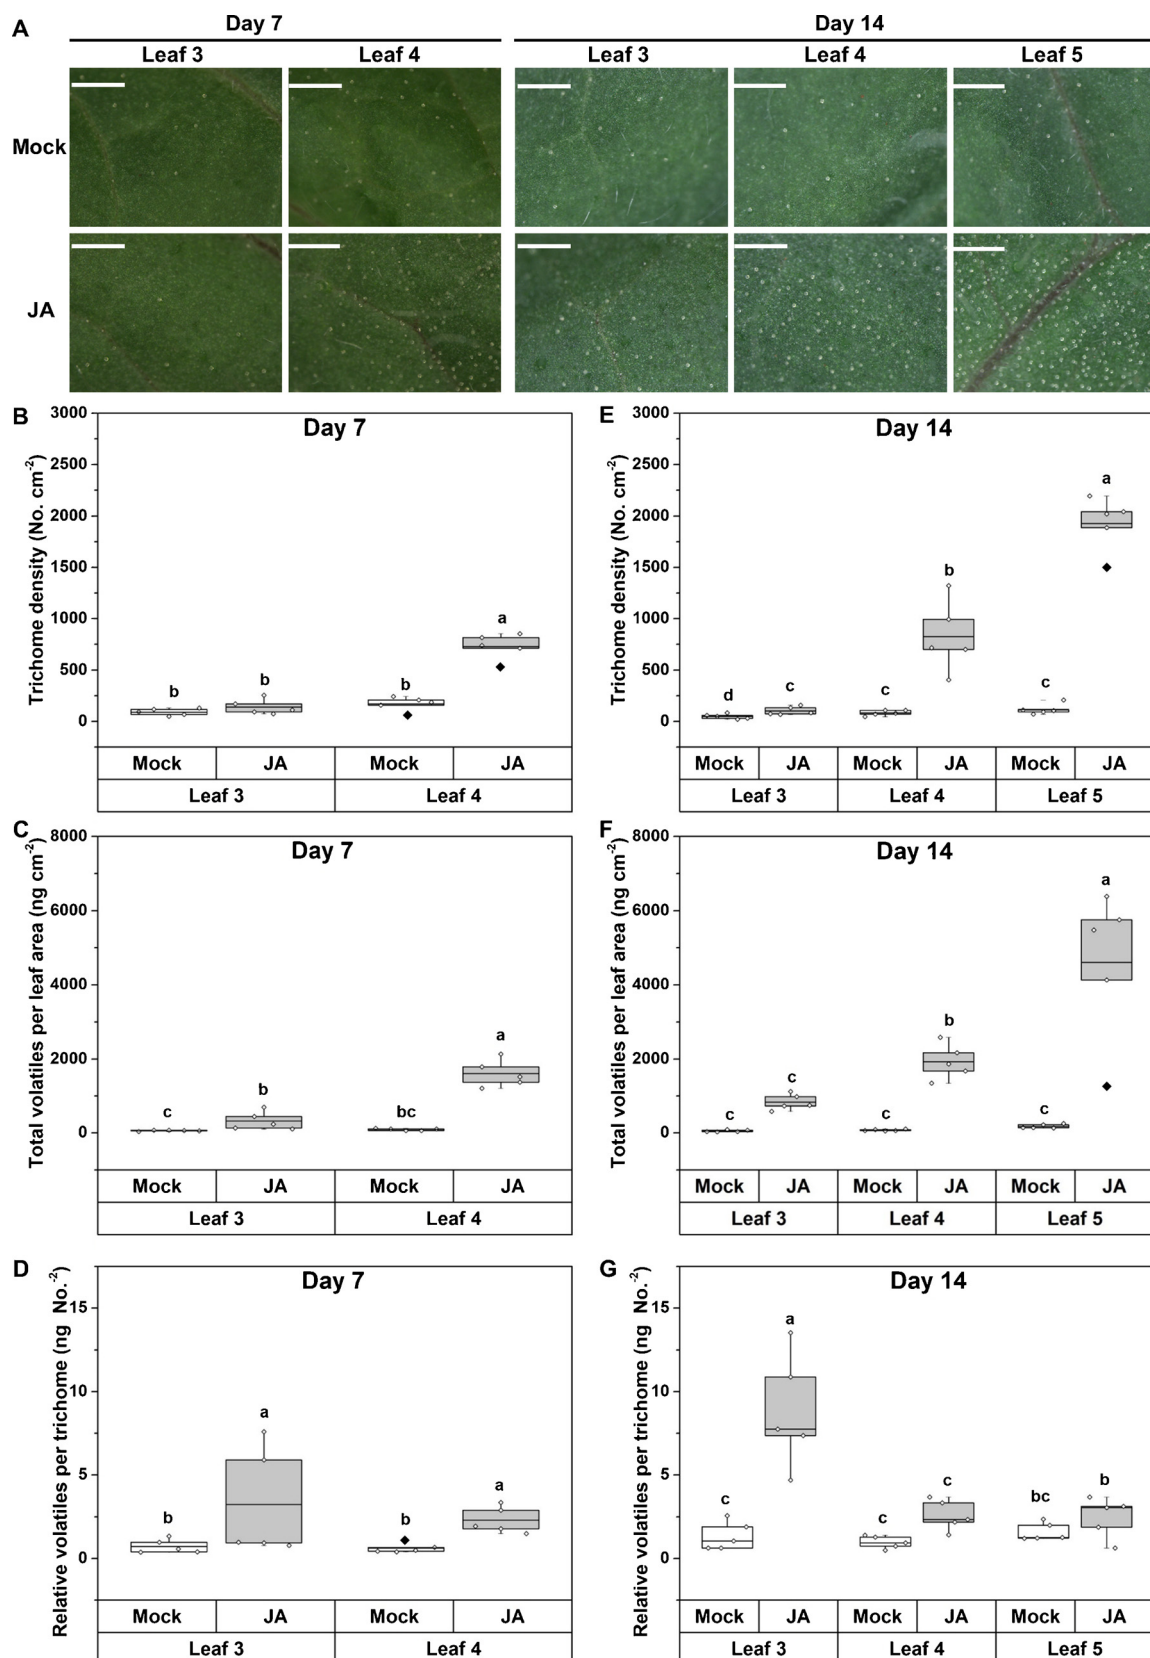 A
Day 7
Day 14
Leaf 3
Leaf 4
Leaf 3
Leaf 4
Leaf 5
Mock
JA
B
Day 7
Trichome density (No. cm-2)
3000
2500
2000
1500
1000
500
0
b
b
b
a
Mock
JA
Mock
JA
Leaf 3
Leaf 4
E
Day 14
Trichome density (No. cm-2)
3000
2500
2000
1500
1000
500
0
d
c
c
b
c
a
Mock
JA
Mock
JA
Mock
JA
Leaf 3
Leaf 4
Leaf 5
C
Day 7
Total volatiles per leaf area (ng cm-2)
8000
6000
4000
2000
0
c
b
bc
a
Mock
JA
Mock
JA
Leaf 3
Leaf 4
F
Day 14
Total volatiles per leaf area (ng cm-2)
8000
6000
4000
2000
0
c
c
c
b
c
a
Mock
JA
Mock
JA
Mock
JA
Leaf 3
Leaf 4
Leaf 5
D
Day 7
Relative volatiles per trichome (ng No.-2)
15
10
5
0
b
a
b
a
Mock
JA
Mock
JA
Leaf 3
Leaf 4
G
Day 14
Relative volatiles per trichome (ng No.-2)
15
10
5
0
c
a
c
c
bc
b
Mock
JA
Mock
JA
Mock
JA
Leaf 3
Leaf 4
Leaf 5